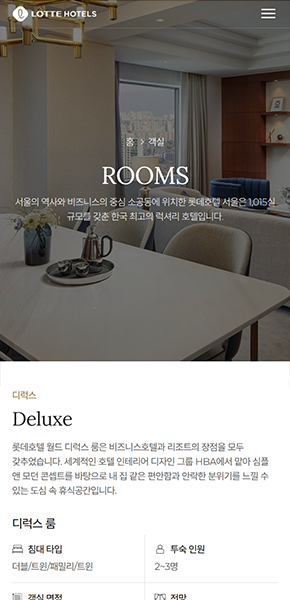 LOTTE HOTELS
홈 > 객실
ROOMS
서울의 역사와 비즈니스의 중심 소공동에 위치한 롯데호텔 서울은 1,015실
규모를 갖춘 한국 최고의 럭셔리 호텔입니다.
디럭스
Deluxe
롯데호텔 월드 디럭스 룸은 비즈니스호텔과 리조트의 장점을 모두
갖추었습니다. 세계적인 호텔 인테리어 디자인 그룹 HBA에서 맡아 심플
앤 모던 콘셉트를 바탕으로 내 집 같은 편안함과 안락한 분위기를 느낄 수
있는 도심 속 휴식공간입니다.
디럭스 룸
침대 타입
투숙 인원
더블/트윈/패밀리/트윈
2~3명
객실 면적
전망